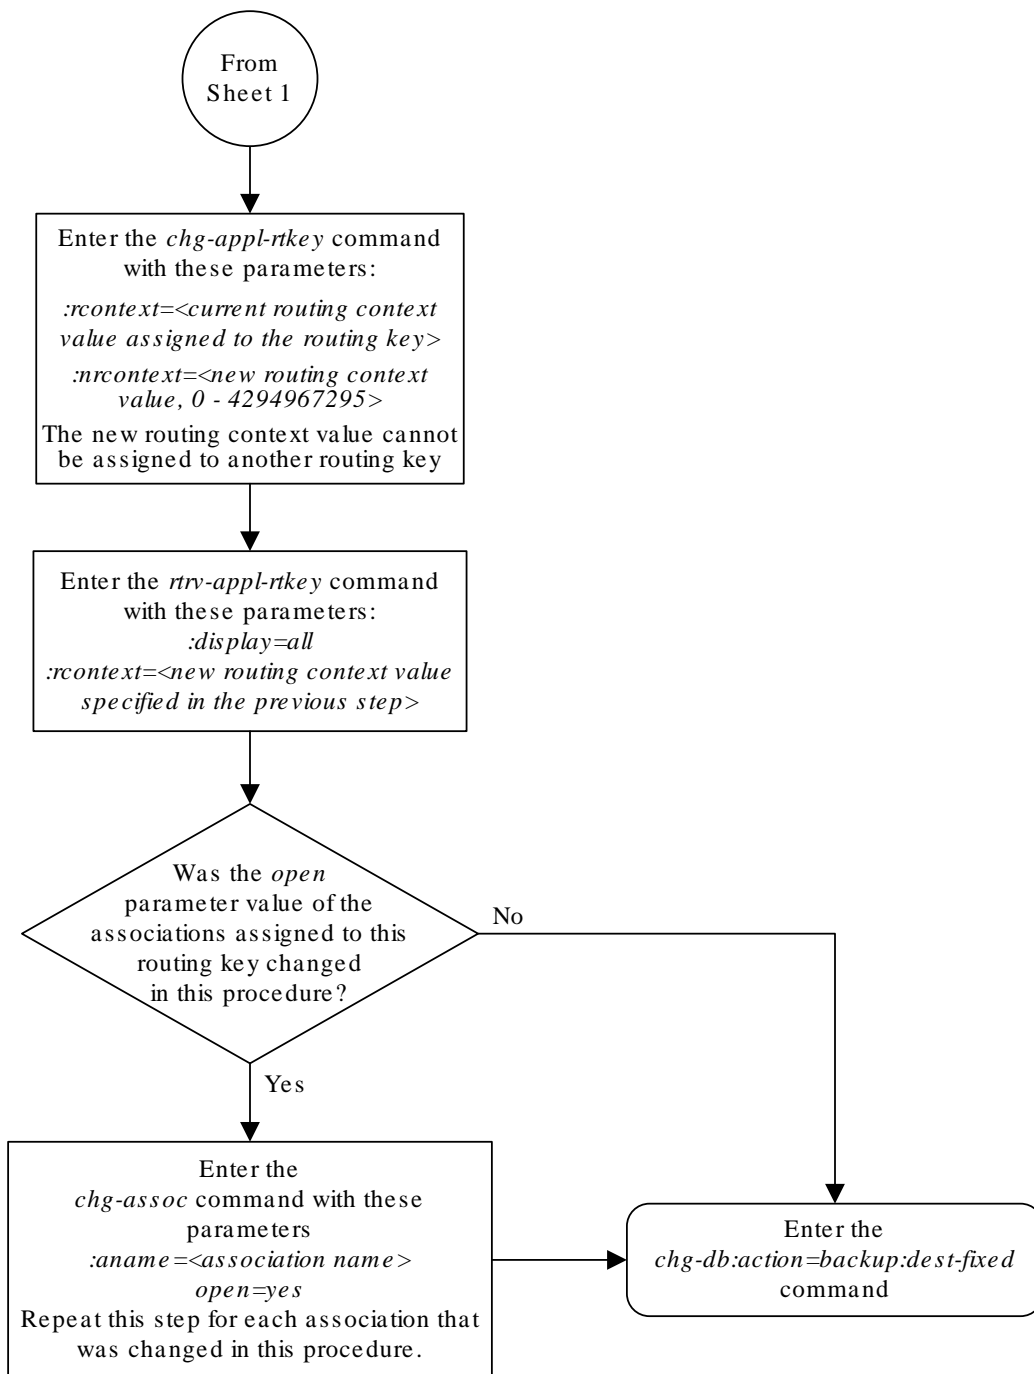 From
Sheet 1
Enter the chg-appl-rtkey command
with these parameters:
:rcontext=<current routing context
value assigned to the routing key>
:nrcontext=<new routing context
value, 0 - 4294967295>
The new routing context value cannot
be assigned to another routing key
Enter the rtrv-appl-rtkey command
with these parameters:
:display=all
:rcontext=<new routing context value
specified in the previous step>
Was the open
parameter value of the
associations assigned to this
routing key changed
in this procedure?
No
Yes
Enter the
chg-assoc command with these
parameters
:aname=<association name>
open=yes
Repeat this step for each association that
was changed in this procedure.
Enter the
chg-db:action=backup:dest-fixed
command